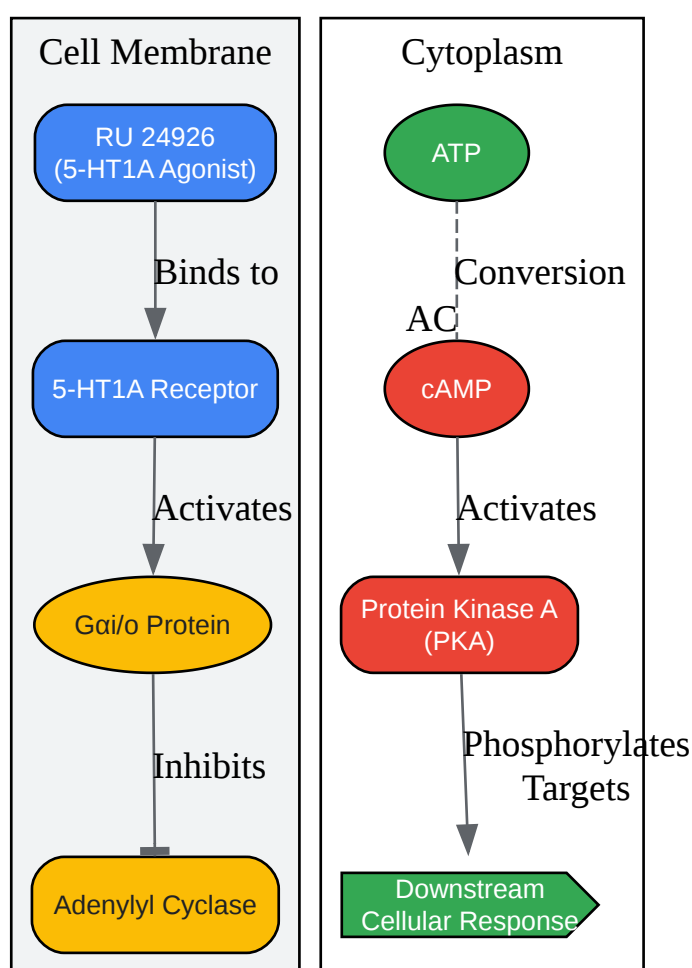 Cell Membrane
RU 24926
(5-HT1A Agonist)
Binds to
5-HT1A Receptor
Activates
Gαi/o Protein
Inhibits
Adenylyl Cyclase
Cytoplasm
ATP
Conversion
AC
cAMP
Activates
Protein Kinase A
(PKA)
Phosphorylates
Targets
Downstream
Cellular Response